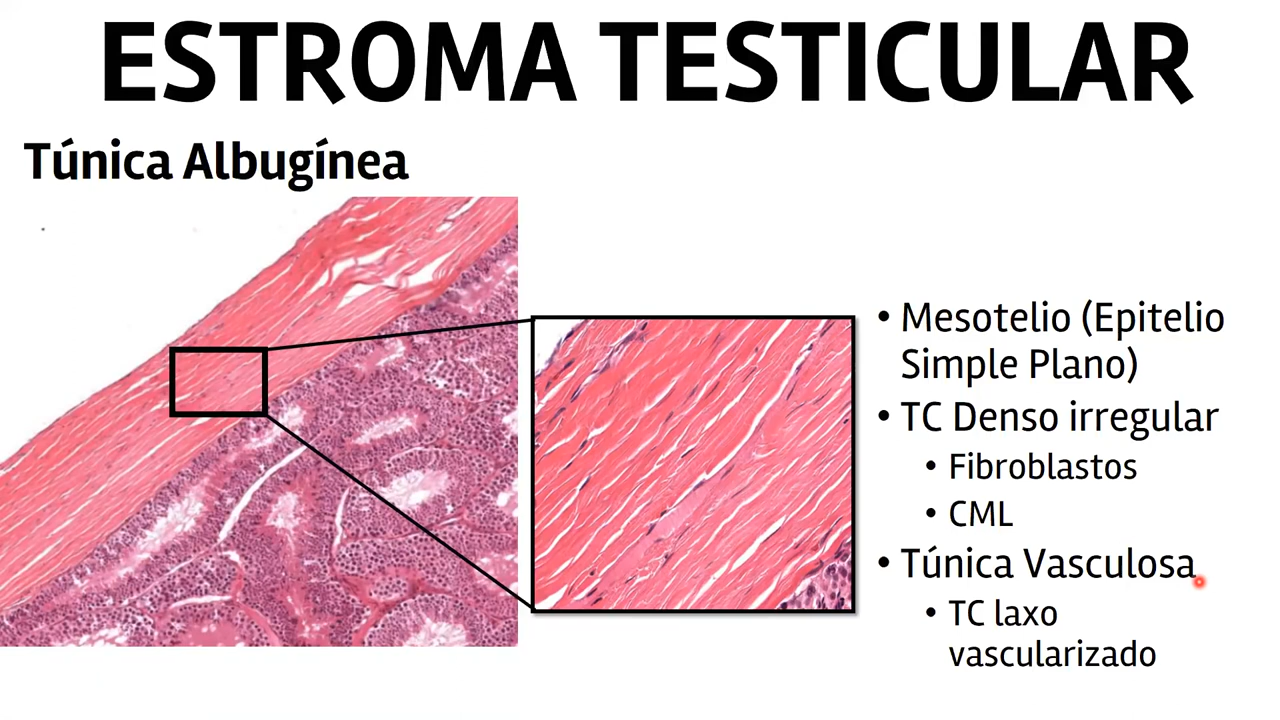 ESTROMA TESTICULAR
Túnica Albugínea
• Mesotelio (Epitelio
Simple Plano)
• TC Denso irregular
• Fibroblastos
• CML
• Túnica Vasculosa
• TC laxo
vascularizado